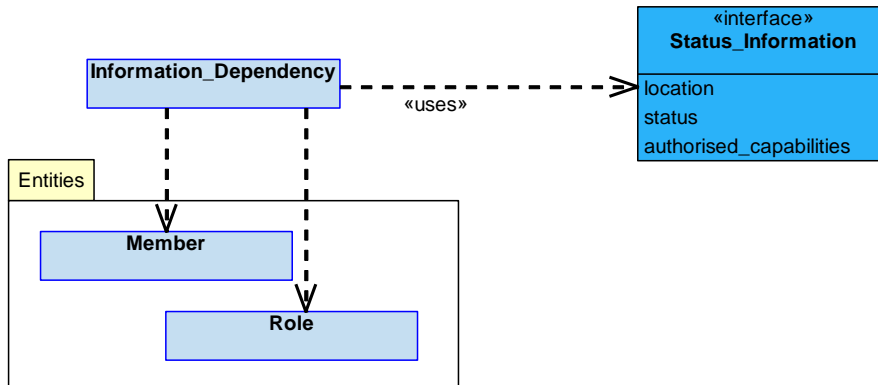 «interface»
Status_Information
Information_Dependency
location
«uses»
status
authorised_capabilities
Entities
Member
Role